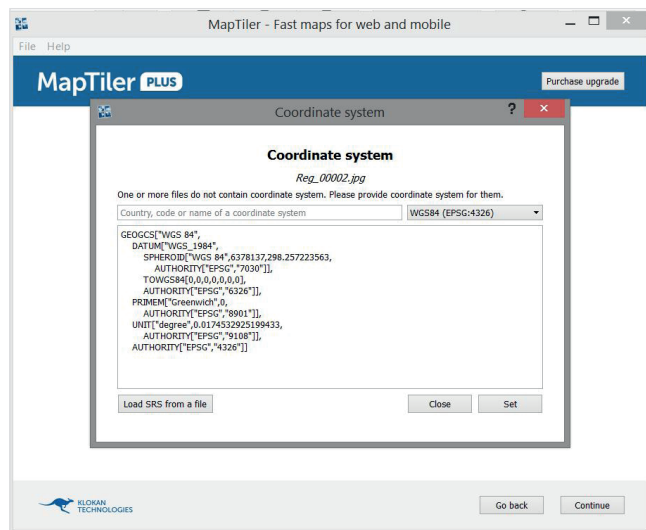 MapTiler - Fast maps for web and mobile
File Help
MapTiler PLUS
Purchase upgrade
Coordinate system
?
Coordinate system
Reg_00002.jpg
One or more files do not contain coordinate system. Please provide coordinate system for them.
Country, code or name of a coordinate system
WGS84 (EPSG:4326)
GEOGCS["WGS 84",
DATUM["WGS_1984",
SPHEROID["WGS 84",6378137,298.257223563,
AUTHORITY["EPSG","7030"]],
TOWGS84[0,0,0,0,0,0,0],
AUTHORITY["EPSG","6326"]],
PRIMEM["Greenwich",0,
AUTHORITY["EPSG","8901"]],
UNIT["degree",0.0174532925199433,
AUTHORITY["EPSG","9108"]],
AUTHORITY["EPSG","4326"]]
Load SRS from a file
Close
Set
KLOKAN
TECHNOLOGIES
Go back
Continue